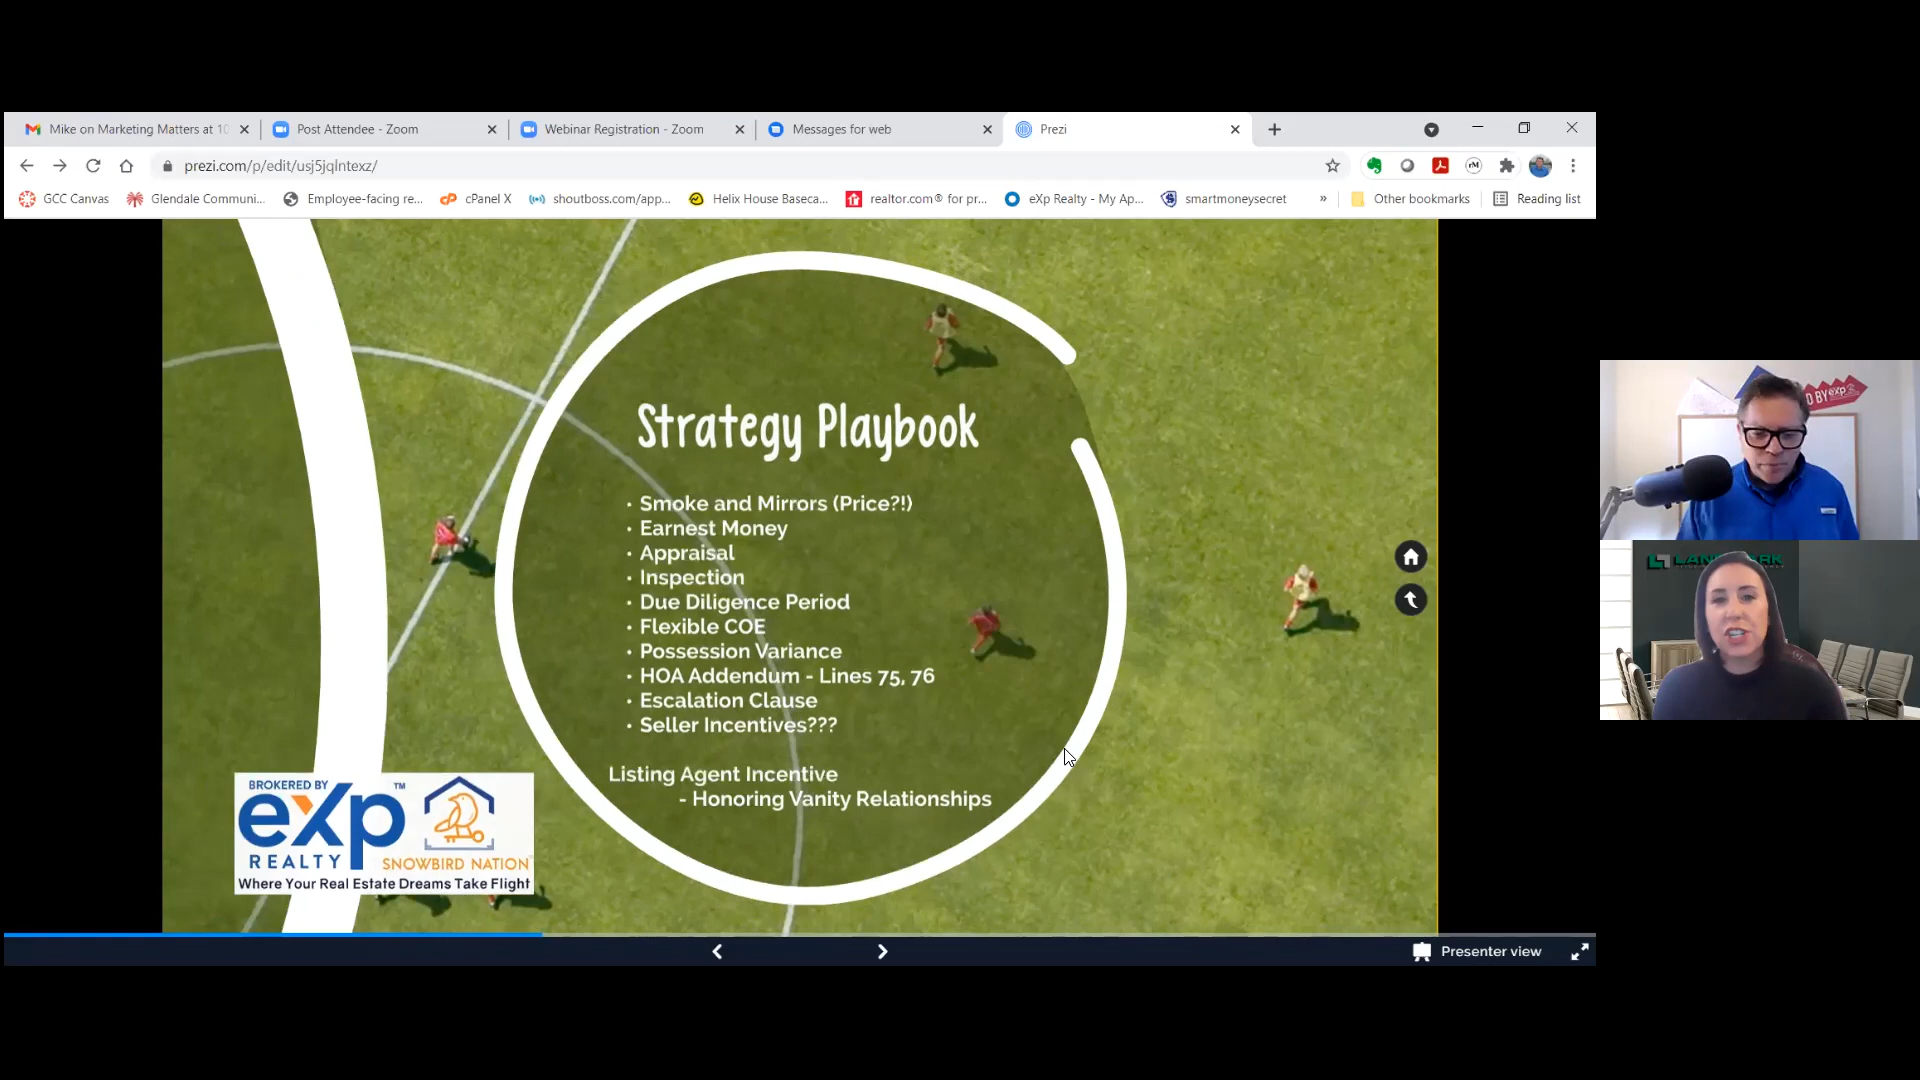 Mike on Marketing Matters at 10
Post Attendee - Zoom
Webinar Registration - Zoom
Messages for web
Prezi
prezi.com/p/edit/usj5jqlntexz/
GCC Canvas
Glendale Communi...
Employee-facing re...
cPanel X
shoutboss.com/app...
Helix House Baseca...
realtor.com® for pr...
eXp Realty - My Ap...
smartmoneysecret
»
Other bookmarks
Reading list
Strategy Playbook
· Smoke and Mirrors (Price?!)
· Earnest Money
· Appraisal
· Inspection
· Due Diligence Period
· Flexible COE
· Possession Variance
· HOA Addendum - Lines 75, 76
· Escalation Clause
· Seller Incentives???
Listing Agent Incentive
- Honoring Vanity Relationships
BROKERED BY
eXp™
REALTY
SNOWBIRD NATION
Where Your Real Estate Dreams Take Flight
Presenter view
D BY exp